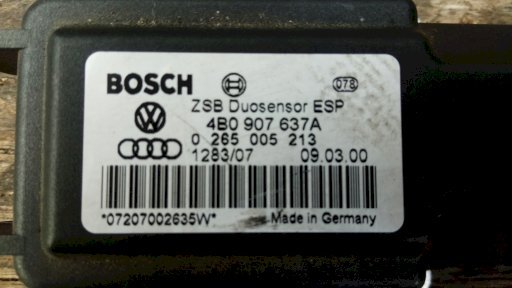 BOSCH 078
ZSB Duosensor ESP
4B0 907 637A
0 265 005 213
1283/07 09.03.00
*07207002635W* Made in Germany